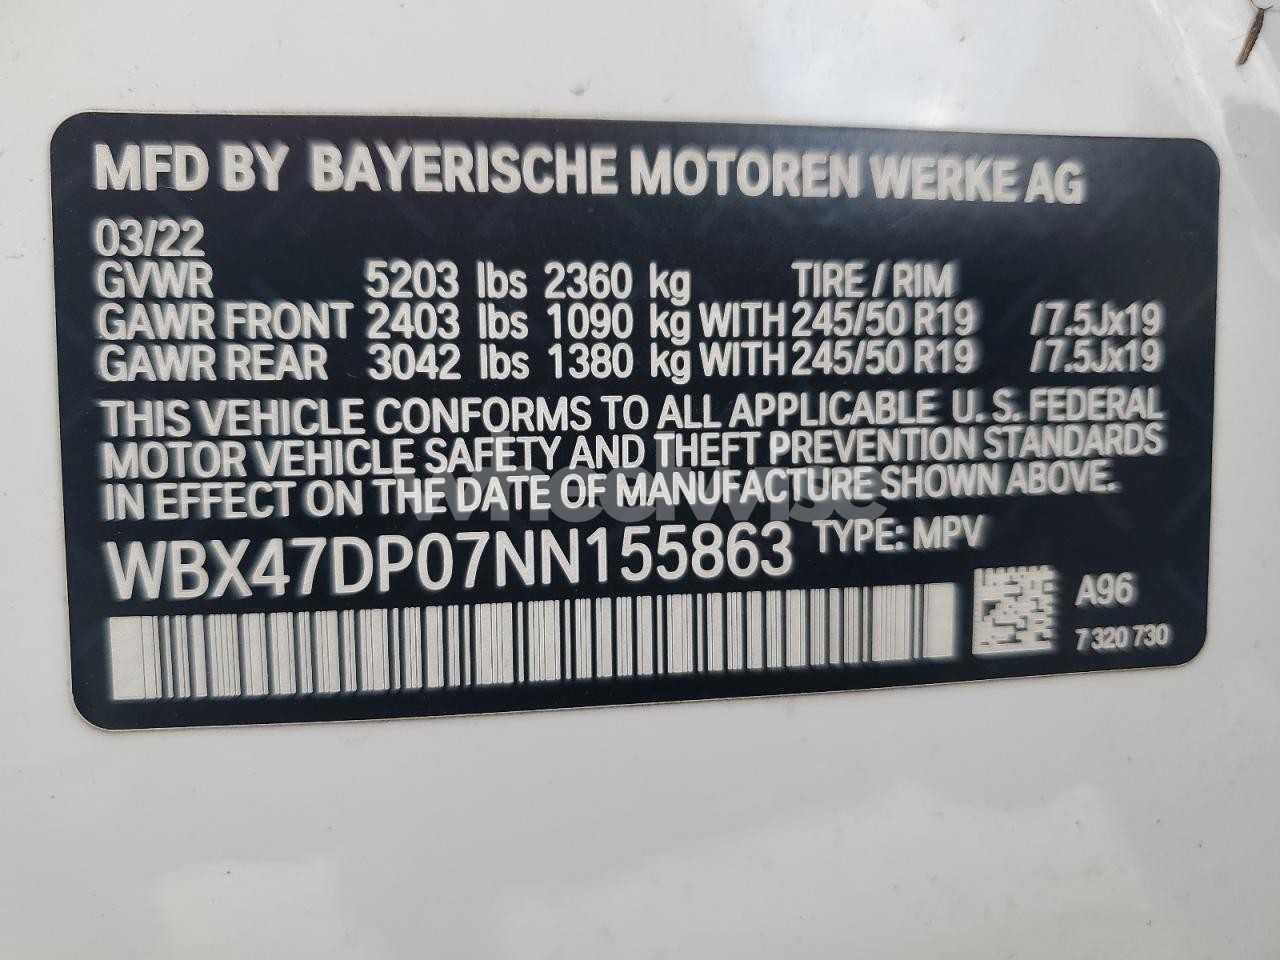 MFD BY BAYERISCHE MOTOREN WERKE AG
03/22
GVWR 5203 lbs 2360 kg TIRE / RIM
GAWR FRONT 2403 lbs 1090 kg WITH 245/50 R19 /7.5Jx19
GAWR REAR 3042 lbs 1380 kg WITH 245/50 R19 /7.5Jx19
THIS VEHICLE CONFORMS TO ALL APPLICABLE U.S. FEDERAL
MOTOR VEHICLE SAFETY AND THEFT PREVENTION STANDARDS
IN EFFECT ON THE DATE OF MANUFACTURE SHOWN ABOVE.
wheelwise
WBX47DP07NN155863 TYPE: MPV
A96
7 320 730